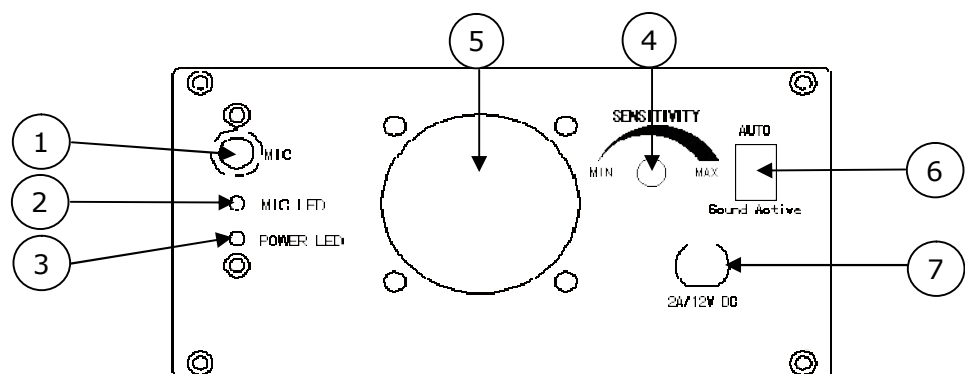 5
4
SENSITIVITY
AUTO
1
MIC
MIN
MAX
6
2
MIC LED
Sound Active
3
POWER LED
7
2A/12V DC